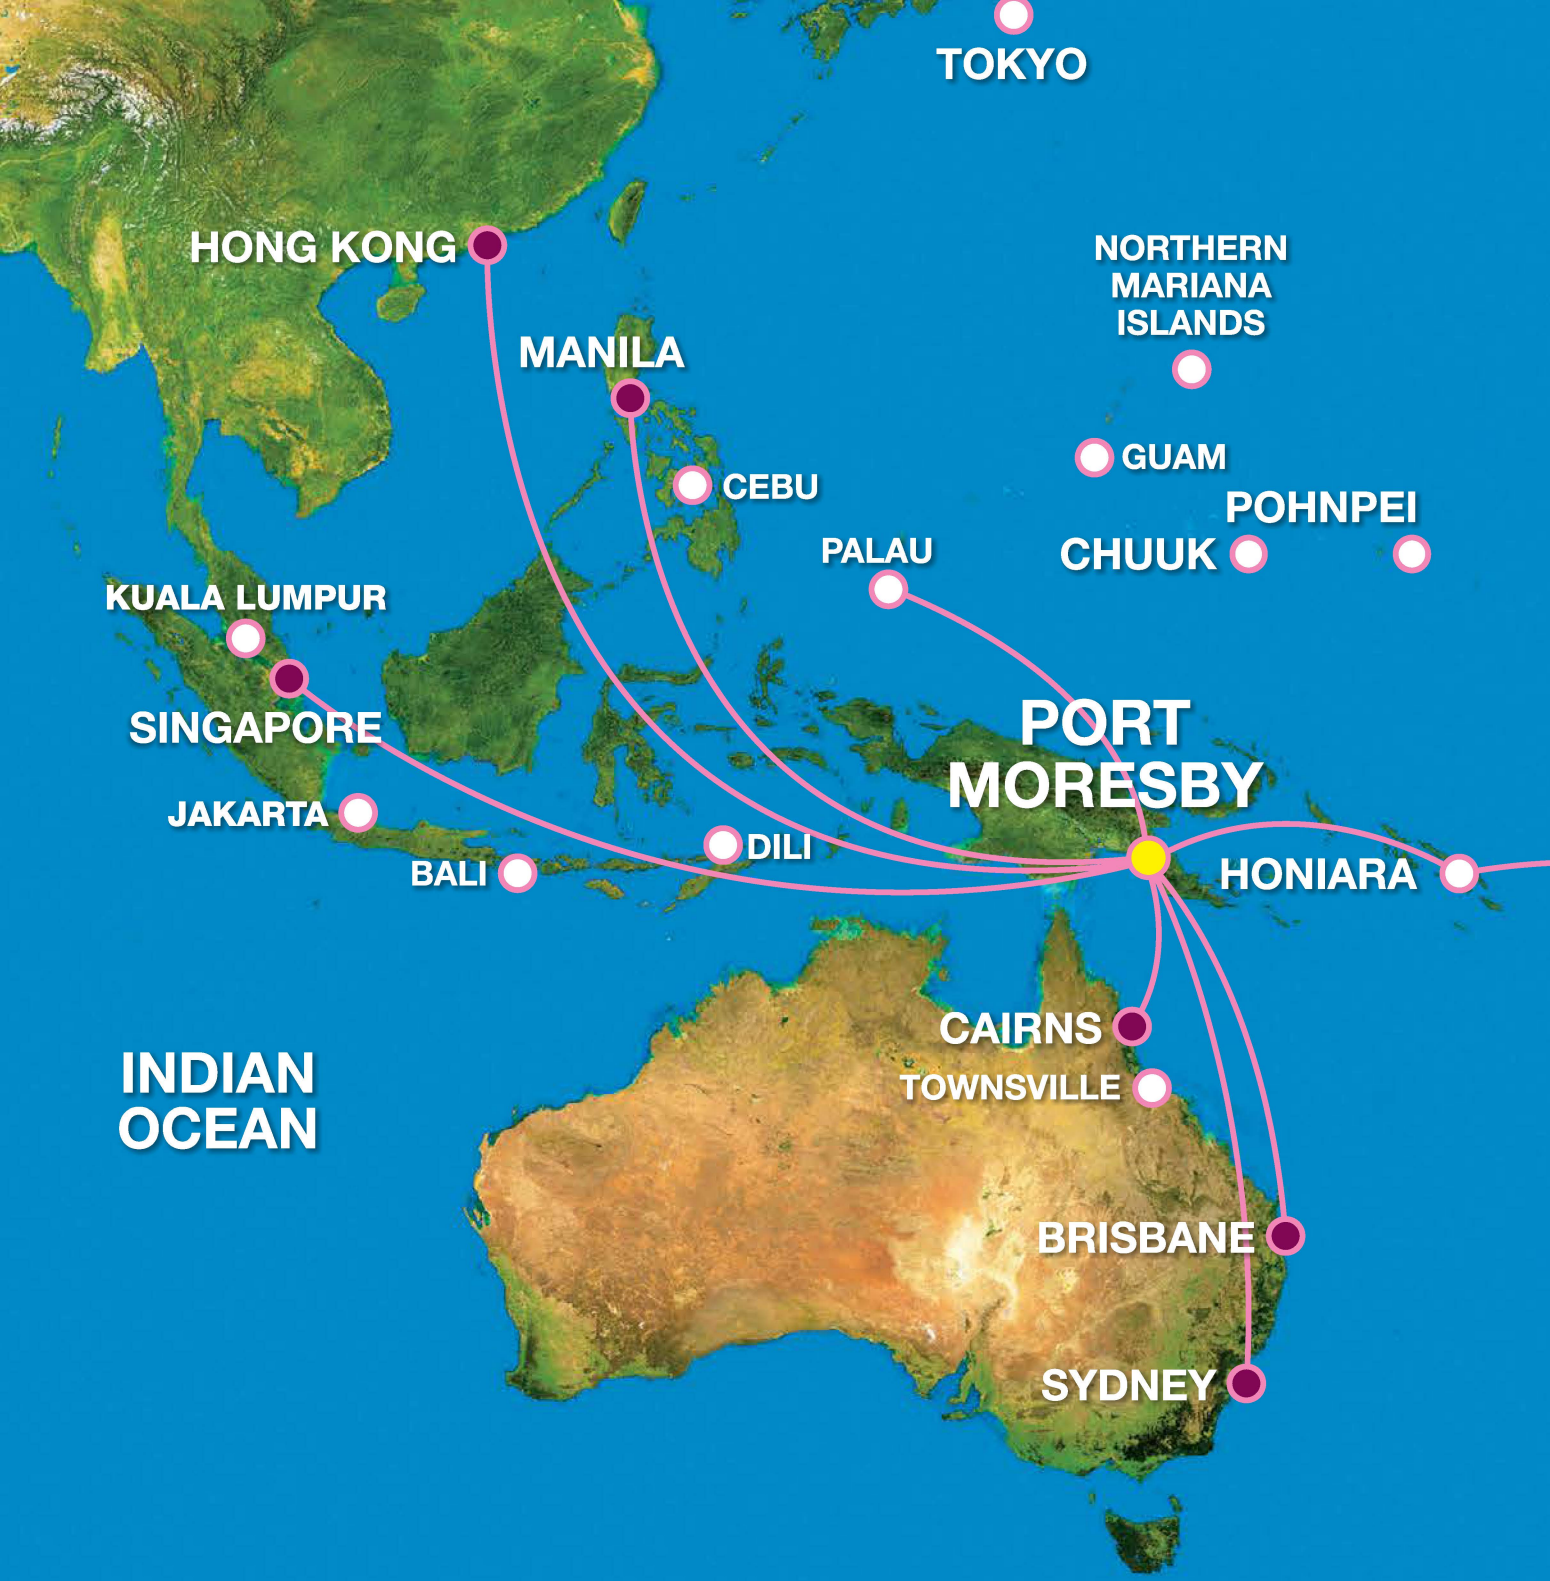 TOKYO
HONG KONG
NORTHERN
MARIANA
ISLANDS
MANILA
GUAM
CEBU
POHNPEI
PALAU
CHUUK
KUALA LUMPUR
SINGAPORE
PORT
MORESBY
JAKARTA
DILI
BALI
HONIARA
CAIRNS
INDIAN
OCEAN
TOWNSVILLE
BRISBANE
SYDNEY